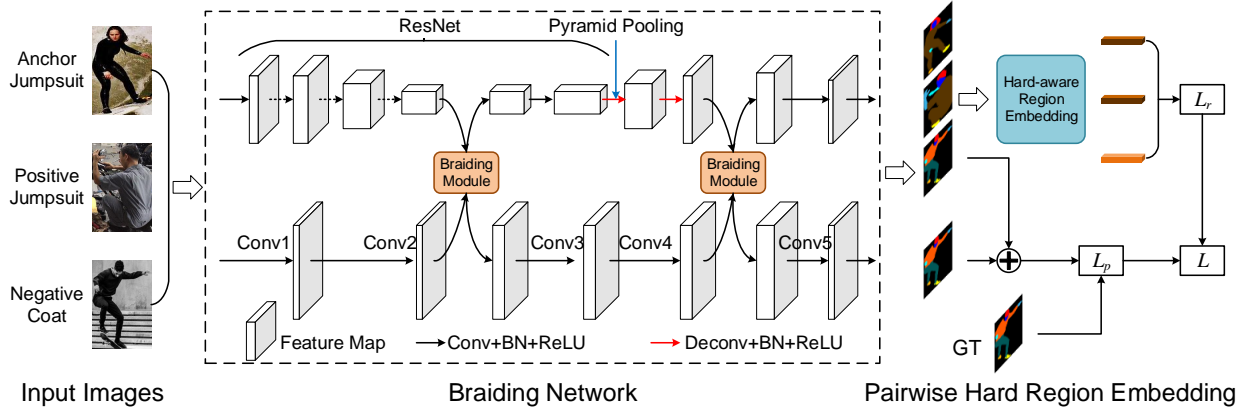 Anchor
Jumpsuit
Positive
Jumpsuit
Negative
Coat
Input Images
ResNet
Pyramid Pooling
Braiding
Module
Braiding
Module
Conv1
Conv2
Conv3
Conv4
Conv5
Feature Map
Conv+BN+ReLU
Deconv+BN+ReLU
Braiding Network
Hard-aware
Region
Embedding
Lr
Lp
L
GT
Pairwise Hard Region Embedding